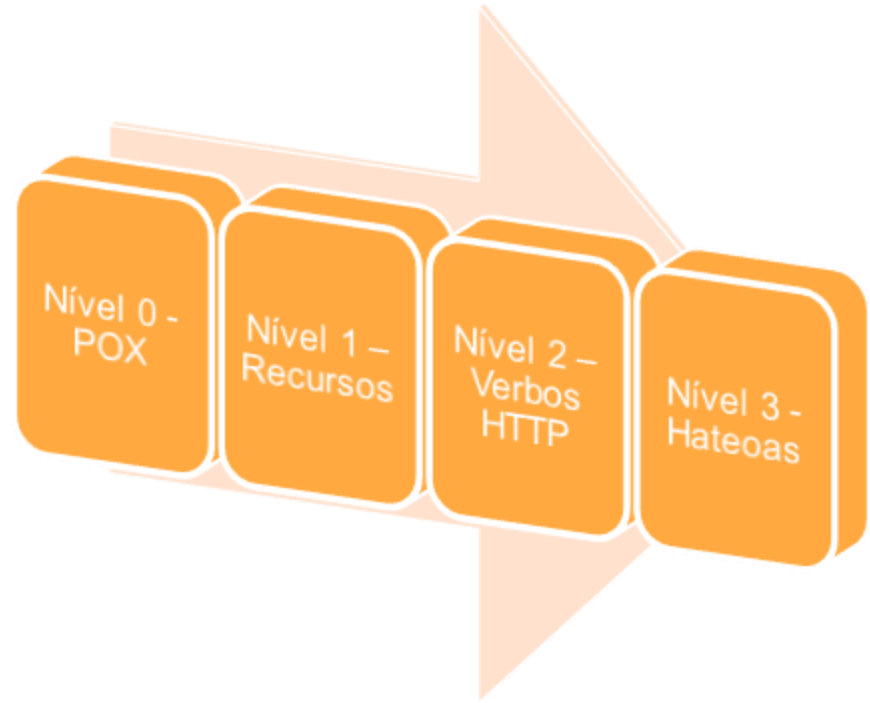 Nível 0 -
POX
Nível 1 –
Recursos
Nível 2 –
Verbos
HTTP
Nível 3 -
Hateoas